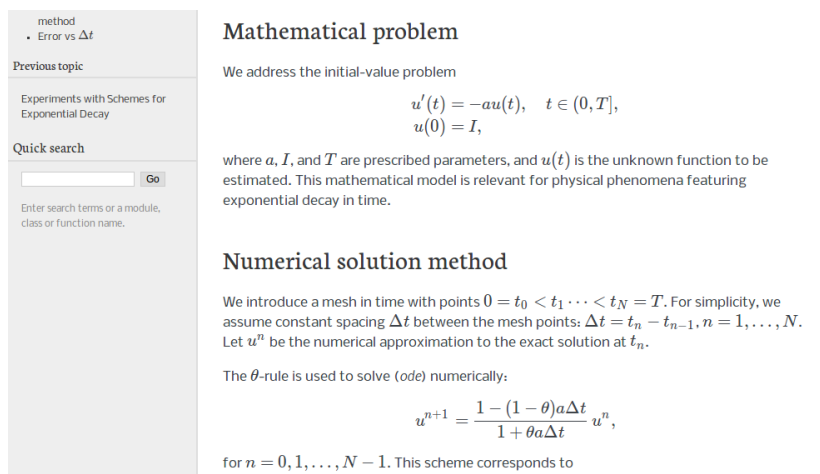 method
• Error vs Δt
Previous topic
Experiments with Schemes for
Exponential Decay
Quick search
Go
Enter search terms or a module,
class or function name.
Mathematical problem
We address the initial-value problem
u′(t) = −au(t), t ∈ (0, T],
u(0) = I,
where a, I, and T are prescribed parameters, and u(t) is the unknown function to be
estimated. This mathematical model is relevant for physical phenomena featuring
exponential decay in time.
Numerical solution method
We introduce a mesh in time with points 0 = t₀ < t₁ ⋯ < t_N = T. For simplicity, we
assume constant spacing Δt between the mesh points: Δt = tₙ − tₙ₋₁, n = 1, …, N.
Let uⁿ be the numerical approximation to the exact solution at tₙ.
The θ-rule is used to solve (ode) numerically:
uⁿ⁺¹ = (1 − (1 − θ)aΔt)/(1 + θaΔt) uⁿ,
for n = 0, 1, …, N − 1. This scheme corresponds to